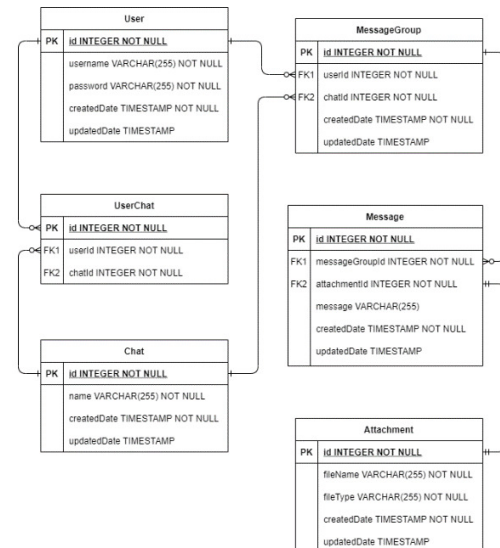 User
PK id INTEGER NOT NULL
username VARCHAR(255) NOT NULL
password VARCHAR(255) NOT NULL
createdDate TIMESTAMP NOT NULL
updatedDate TIMESTAMP
MessageGroup
PK id INTEGER NOT NULL
FK1 userId INTEGER NOT NULL
FK2 chatId INTEGER NOT NULL
createdDate TIMESTAMP NOT NULL
updatedDate TIMESTAMP
UserChat
PK id INTEGER NOT NULL
FK1 userId INTEGER NOT NULL
FK2 chatId INTEGER NOT NULL
Message
PK id INTEGER NOT NULL
FK1 messageGroupId INTEGER NOT NULL
FK2 attachmentId INTEGER NOT NULL
message VARCHAR(255)
createdDate TIMESTAMP NOT NULL
updatedDate TIMESTAMP
Chat
PK id INTEGER NOT NULL
name VARCHAR(255) NOT NULL
createdDate TIMESTAMP NOT NULL
updatedDate TIMESTAMP
Attachment
PK id INTEGER NOT NULL
fileName VARCHAR(255) NOT NULL
fileType VARCHAR(255) NOT NULL
createdDate TIMESTAMP NOT NULL
updatedDate TIMESTAMP